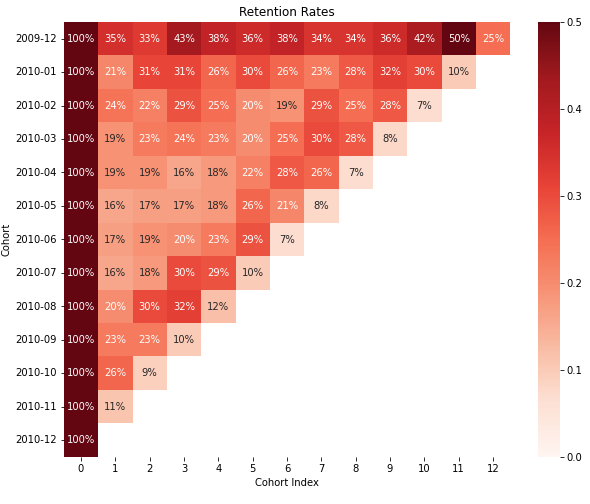 Retention Rates
2009-12 100% 35% 33% 43% 38% 36% 38% 34% 34% 36% 42% 50% 25%
2010-01 100% 21% 31% 31% 26% 30% 26% 23% 28% 32% 30% 10%
2010-02 100% 24% 22% 29% 25% 20% 19% 29% 25% 28% 7%
2010-03 100% 19% 23% 24% 23% 20% 25% 30% 28% 8%
2010-04 100% 19% 19% 16% 18% 22% 28% 26% 7%
2010-05 100% 16% 17% 17% 18% 26% 21% 8%
2010-06 100% 17% 19% 20% 23% 29% 7%
2010-07 100% 16% 18% 30% 29% 10%
2010-08 100% 20% 30% 32% 12%
2010-09 100% 23% 23% 10%
2010-10 100% 26% 9%
2010-11 100% 11%
2010-12 100%
0 1 2 3 4 5 6 7 8 9 10 11 12
Cohort Index
Cohort
0.5
0.4
0.3
0.2
0.1
0.0